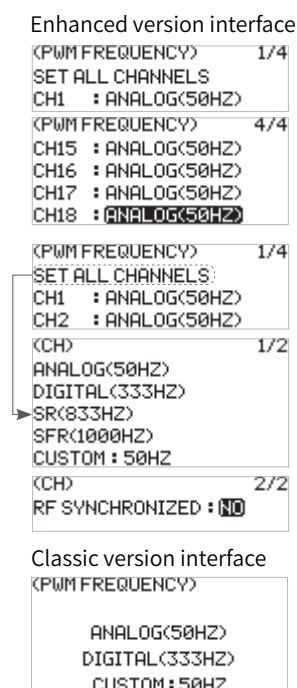 Enhanced version interface
(PWM FREQUENCY) 1/4
SET ALL CHANNELS
CH1 : ANALOG(50HZ)
(PWM FREQUENCY) 4/4
CH15 : ANALOG(50HZ)
CH16 : ANALOG(50HZ)
CH17 : ANALOG(50HZ)
CH18 : ANALOG(50HZ)
(PWM FREQUENCY) 1/4
SET ALL CHANNELS
CH1 : ANALOG(50HZ)
CH2 : ANALOG(50HZ)
(CH) 1/2
ANALOG(50HZ)
DIGITAL(333HZ)
SR(833HZ)
SFR(1000HZ)
CUSTOM : 50HZ
(CH) 2/2
RF SYNCHRONIZED : NO
Classic version interface
(PWM FREQUENCY)
ANALOG(50HZ)
DIGITAL(333HZ)
CUSTOM : 50HZ